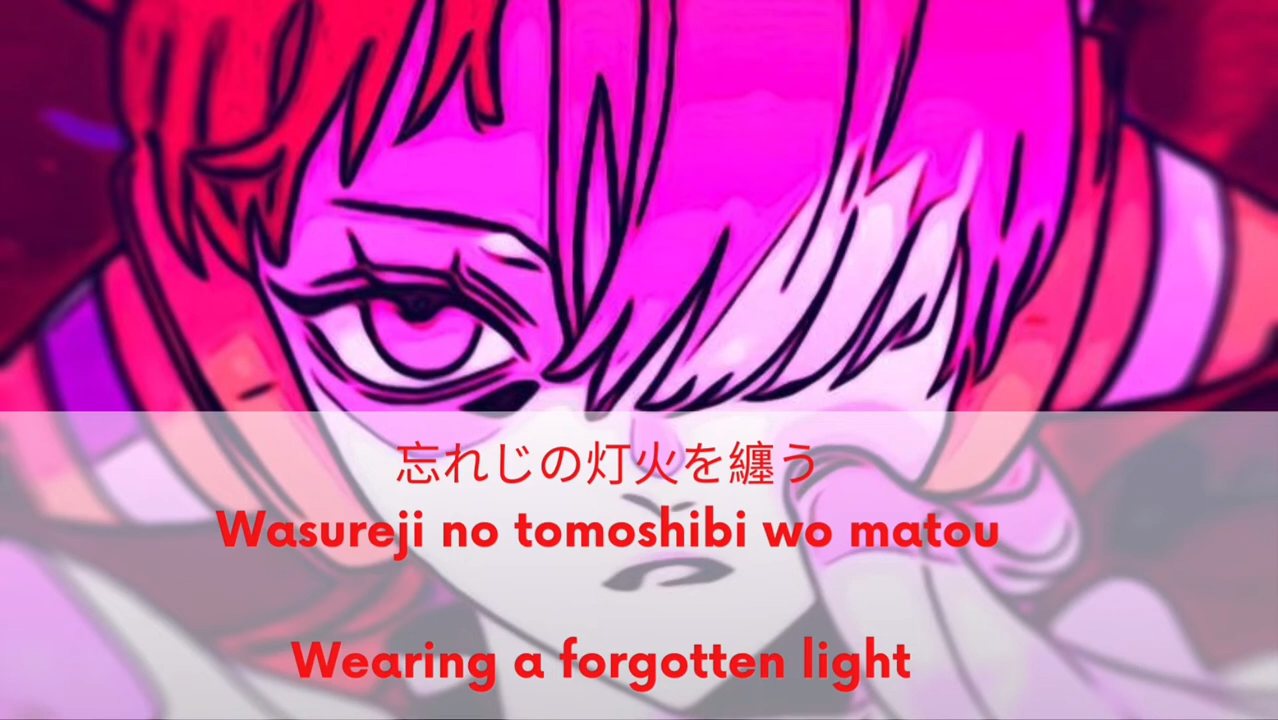 忘れじの灯火を纏う
Wasureji no tomoshibi wo matou
Wearing a forgotten light